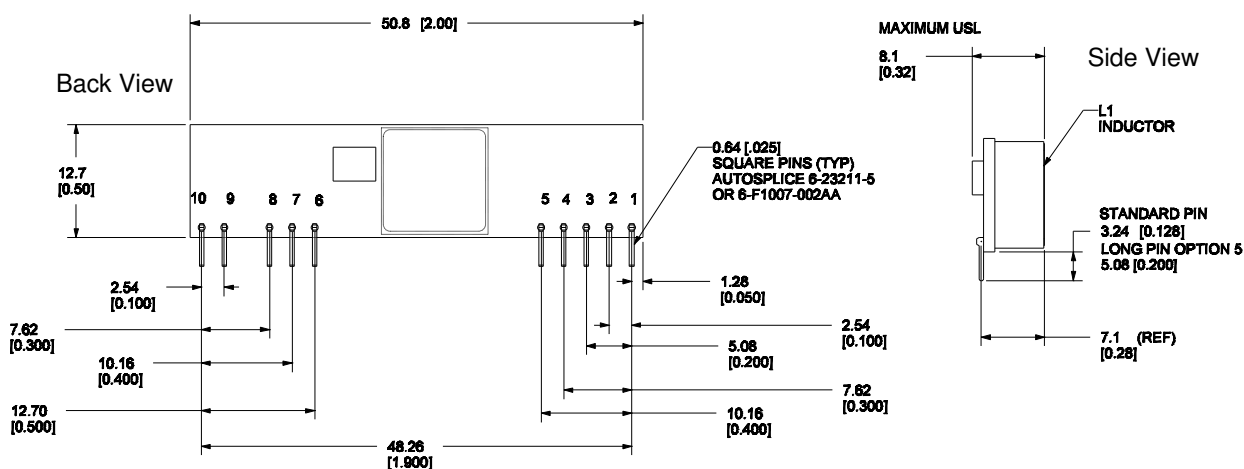 50.8 [2.00]
Back View
12.7
[0.50]
10 9 8 7 6
5 4 3 2 1
0.64 [.025]
SQUARE PINS (TYP)
AUTOSPLICE 6-23211-5
OR 6-F1007-002AA
2.54
[0.100]
7.62
[0.300]
10.16
[0.400]
12.70
[0.500]
48.26
[1.900]
1.28
[0.050]
2.54
[0.100]
5.08
[0.200]
7.62
[0.300]
10.16
[0.400]
MAXIMUM USL
8.1
[0.32]
Side View
L1
INDUCTOR
STANDARD PIN
3.24 [0.128]
LONG PIN OPTION 5
5.08 [0.200]
7.1 (REF)
[0.28]